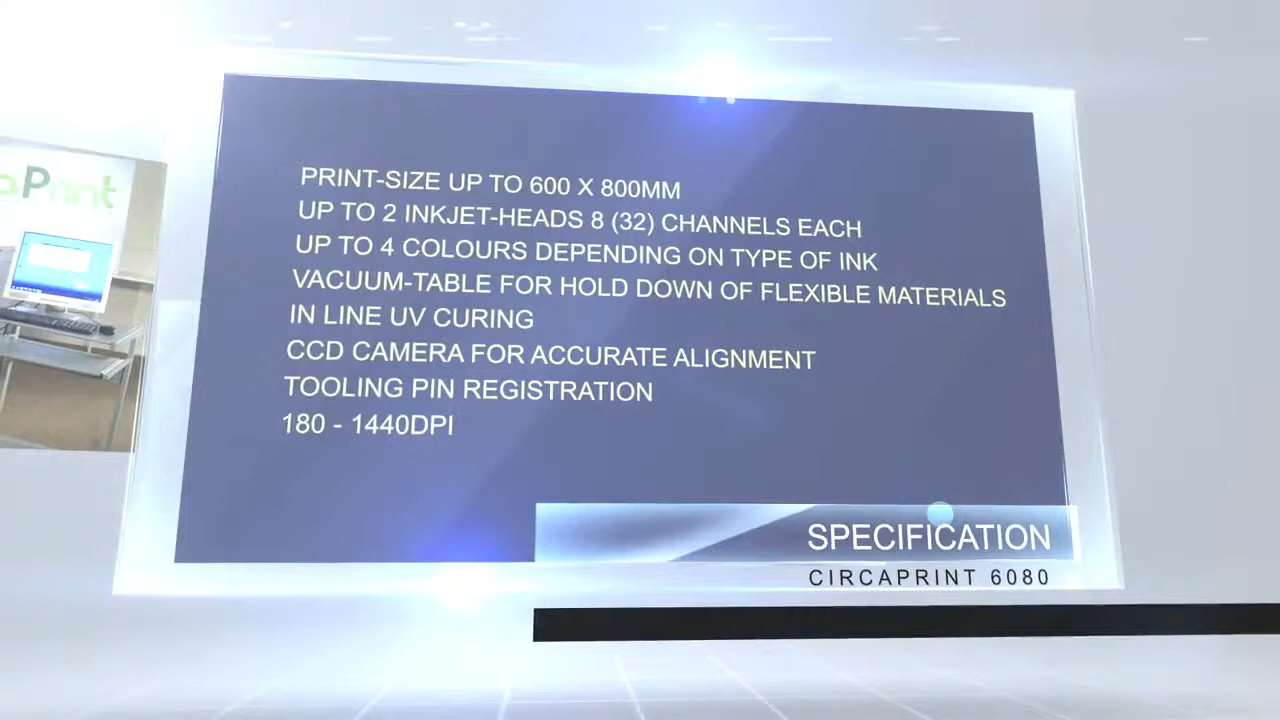 aPrint
PRINT-SIZE UP TO 600 X 800MM
UP TO 2 INKJET-HEADS 8 (32) CHANNELS EACH
UP TO 4 COLOURS DEPENDING ON TYPE OF INK
VACUUM-TABLE FOR HOLD DOWN OF FLEXIBLE MATERIALS
IN LINE UV CURING
CCD CAMERA FOR ACCURATE ALIGNMENT
TOOLING PIN REGISTRATION
180 - 1440DPI
SPECIFICATION
CIRCAPRINT 6080